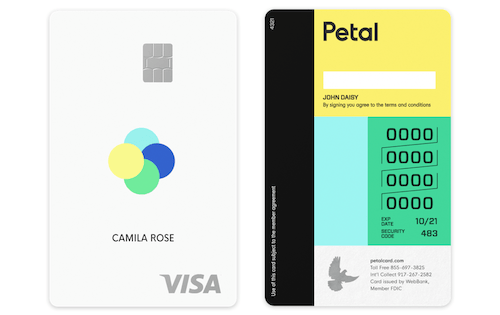 CAMILA ROSE
VISA
4321
Use of this card subject to the member agreement
Petal
JOHN DAISY
By signing you agree to the terms and conditions
0000
0000
0000
0000
EXP
DATE 10/21
SECURITY
CODE 483
petalcard.com
Toll Free 855-697-3825
Int'l Collect 917-267-2582
Card issued by WebBank,
Member FDIC